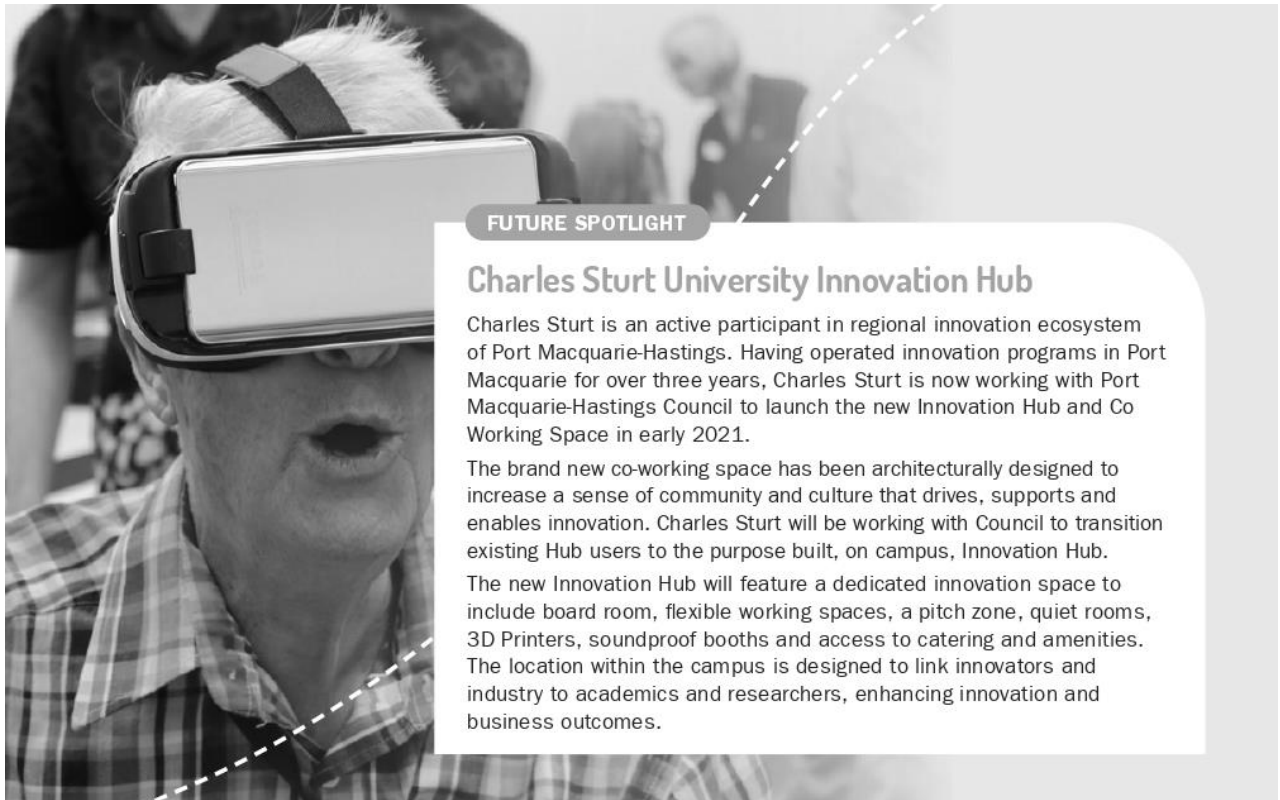 FUTURE SPOTLIGHT
Charles Sturt University Innovation Hub
Charles Sturt is an active participant in regional innovation ecosystem
of Port Macquarie-Hastings. Having operated innovation programs in Port
Macquarie for over three years, Charles Sturt is now working with Port
Macquarie-Hastings Council to launch the new Innovation Hub and Co
Working Space in early 2021.
The brand new co-working space has been architecturally designed to
increase a sense of community and culture that drives, supports and
enables innovation. Charles Sturt will be working with Council to transition
existing Hub users to the purpose built, on campus, Innovation Hub.
The new Innovation Hub will feature a dedicated innovation space to
include board room, flexible working spaces, a pitch zone, quiet rooms,
3D Printers, soundproof booths and access to catering and amenities.
The location within the campus is designed to link innovators and
industry to academics and researchers, enhancing innovation and
business outcomes.